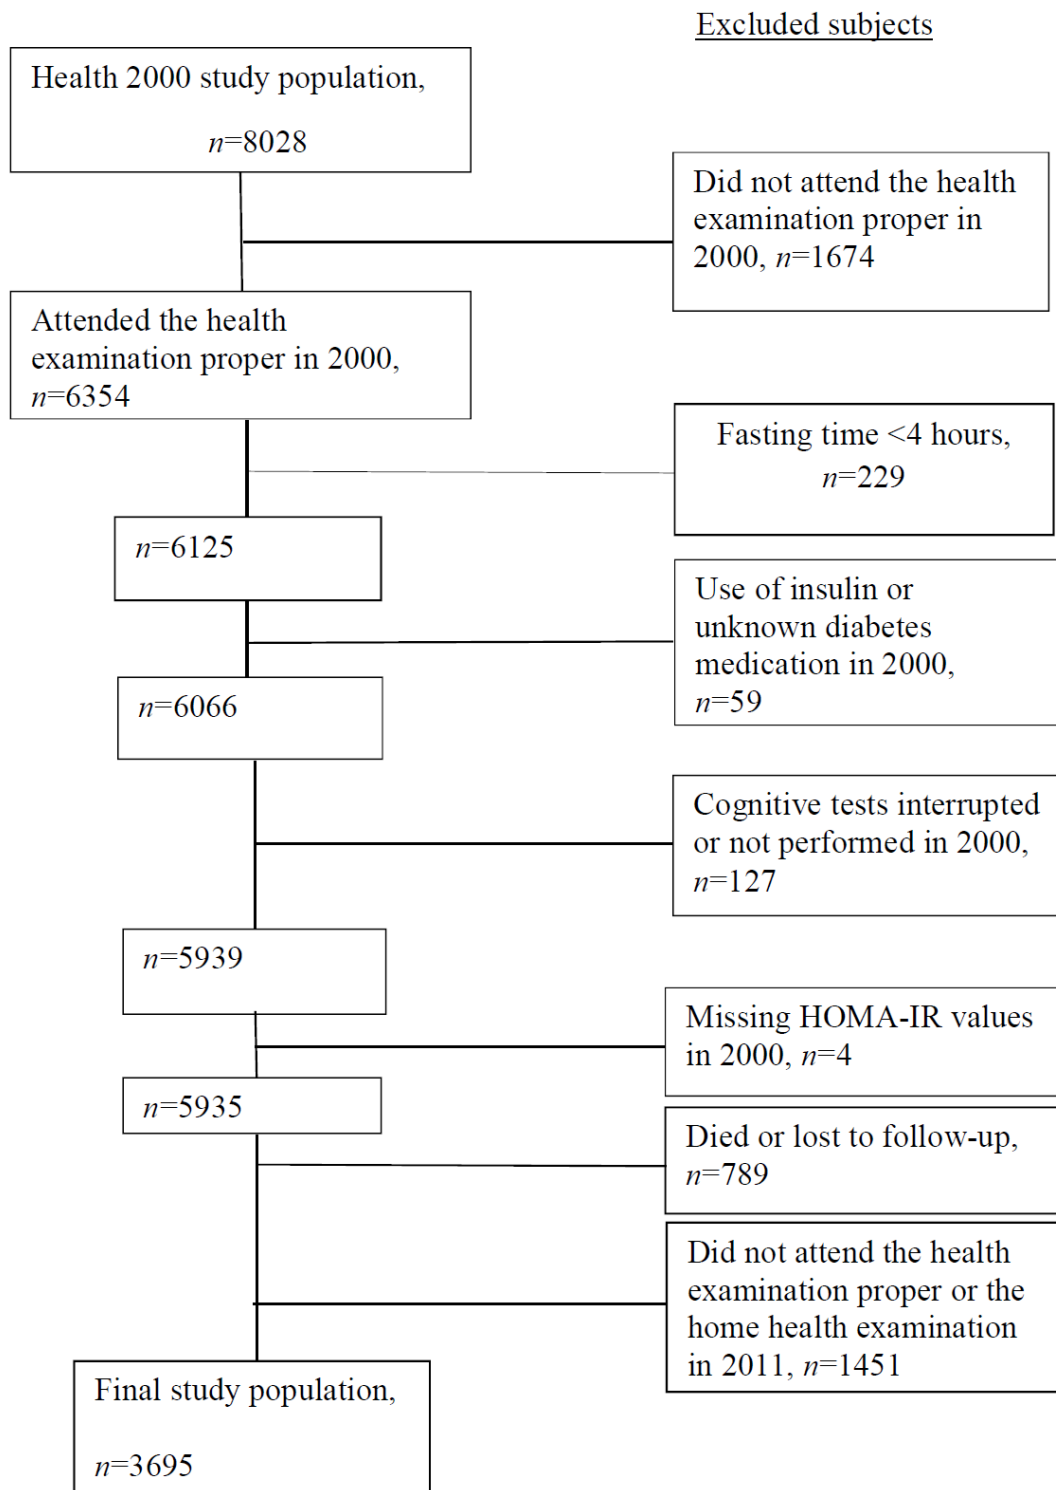 Excluded subjects
Health 2000 study population,
n=8028
Did not attend the health
examination proper in
2000, n=1674
Attended the health
examination proper in 2000,
n=6354
Fasting time <4 hours,
n=229
n=6125
Use of insulin or
unknown diabetes
medication in 2000,
n=59
n=6066
Cognitive tests interrupted
or not performed in 2000,
n=127
n=5939
Missing HOMA-IR values
in 2000, n=4
n=5935
Died or lost to follow-up,
n=789
Did not attend the health
examination proper or the
home health examination
in 2011, n=1451
Final study population,
n=3695